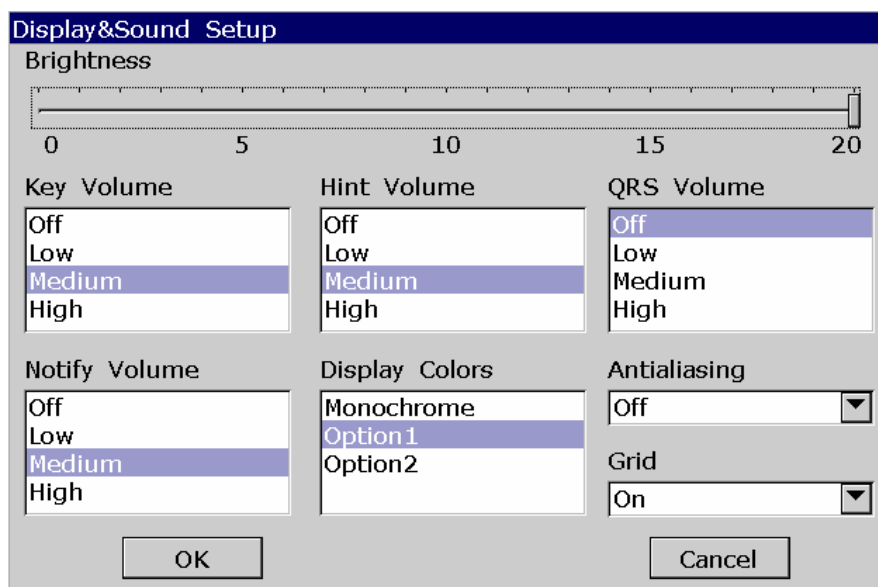 Display&Sound Setup
Brightness
0 5 10 15 20
Key Volume
Off
Low
Medium
High
Hint Volume
Off
Low
Medium
High
QRS Volume
Off
Low
Medium
High
Notify Volume
Off
Low
Medium
High
Display Colors
Monochrome
Option1
Option2
Antialiasing
Off
Grid
On
OK
Cancel